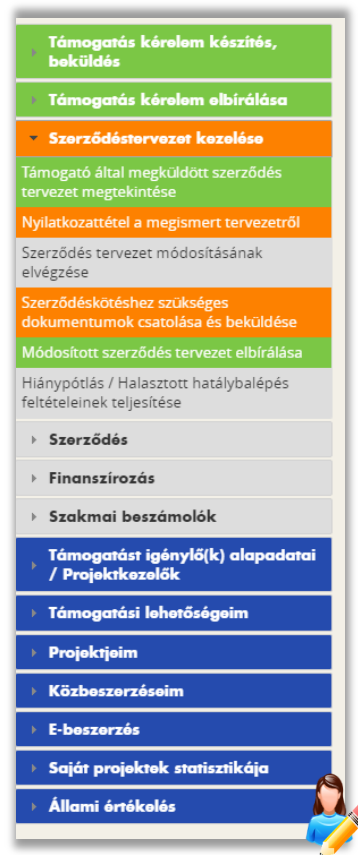 Támogatás kérelem készítés,
beküldés
Támogatás kérelem elbírálása
Szerződéstervezet kezelése
Támogató által megküldött szerződés
tervezet megtekintése
Nyilatkozattétel a megismert tervezetről
Szerződés tervezet módosításának
elvégzése
Szerződéskötéshez szükséges
dokumentumok csatolása és beküldése
Módosított szerződés tervezet elbírálása
Hiánypótlás / Halasztott hatálybalépés
feltételeinek teljesítése
Szerződés
Finanszírozás
Szakmai beszámolók
Támogatást igénylő(k) alapadatai
/ Projektkezelők
Támogatási lehetőségeim
Projektjeim
Közbeszerzéseim
E-beszerzés
Saját projektek statisztikája
Állami értékelés